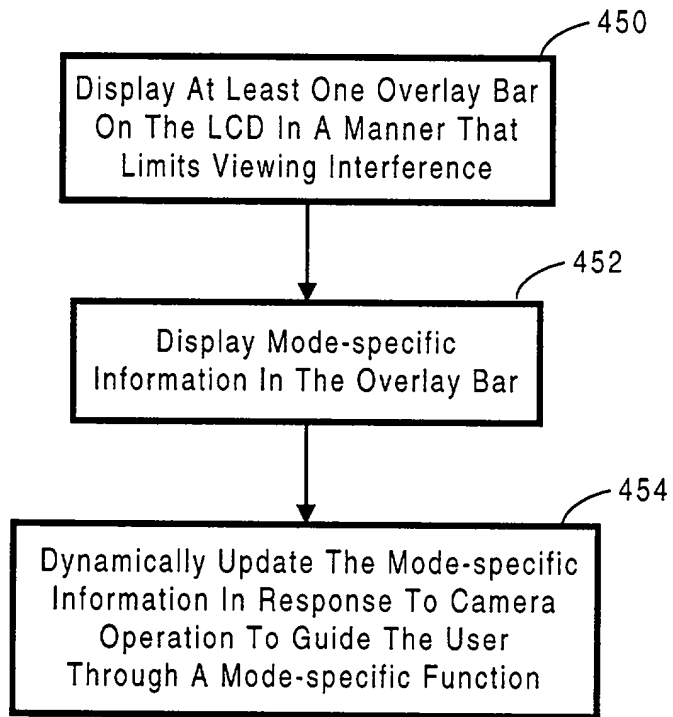 450
Display At Least One Overlay Bar
On The LCD In A Manner That
Limits Viewing Interference
452
Display Mode-specific
Information In The Overlay Bar
454
Dynamically Update The Mode-specific
Information In Response To Camera
Operation To Guide The User
Through A Mode-specific Function